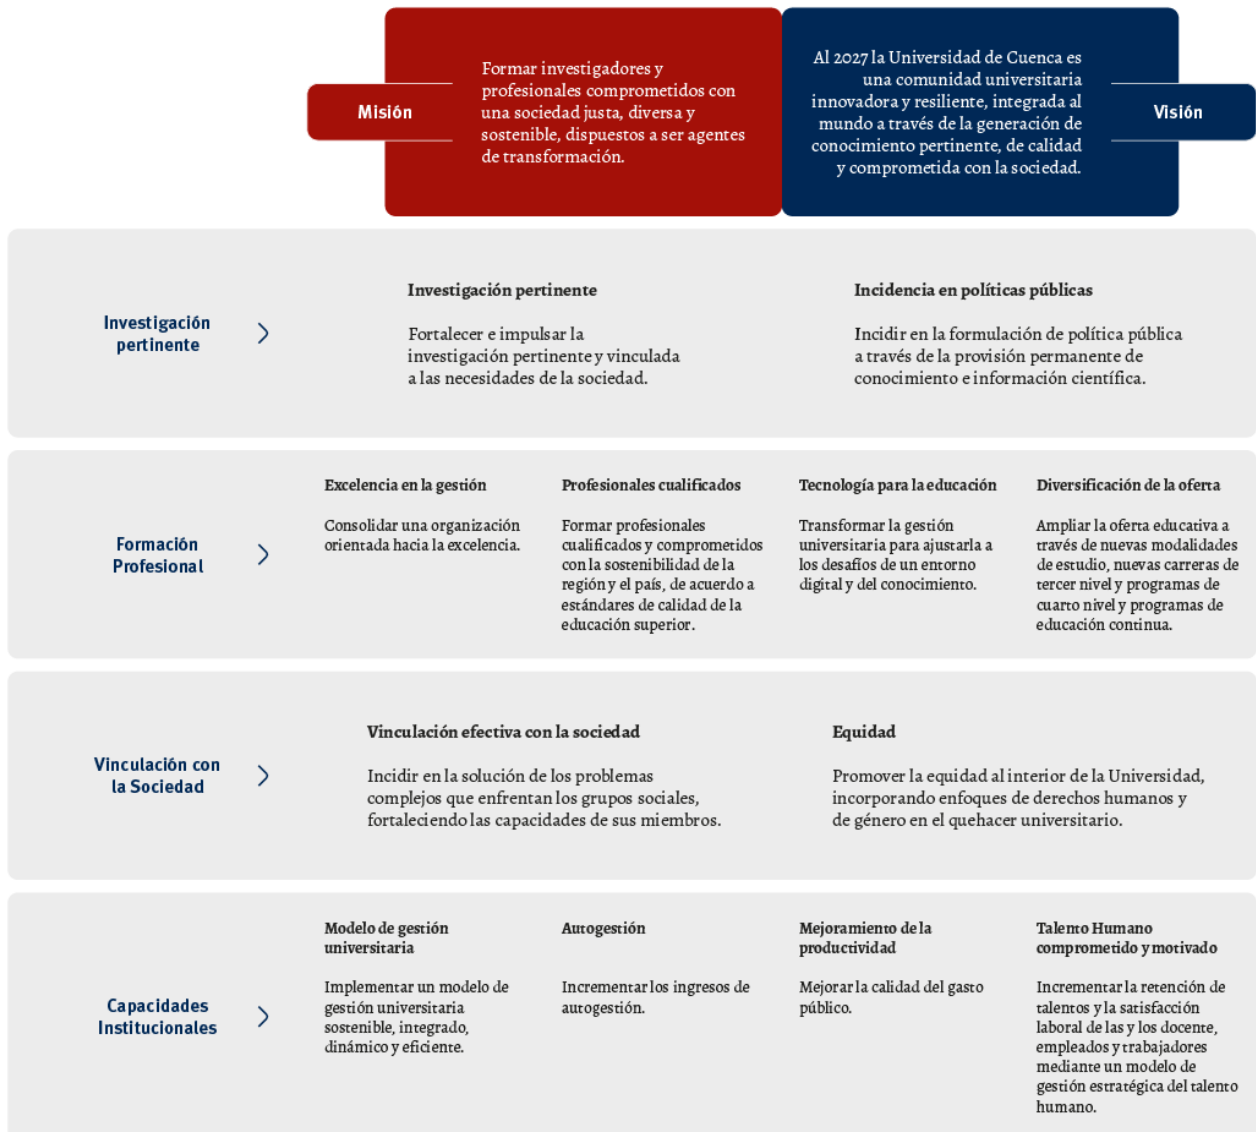 Misión
Formar investigadores y
profesionales comprometidos con
una sociedad justa, diversa y
sostenible, dispuestos a ser agentes
de transformación.
Al 2027 la Universidad de Cuenca es
una comunidad universitaria
innovadora y resiliente, integrada al
mundo a través de la generación de
conocimiento pertinente, de calidad
y comprometida con la sociedad.
Visión
Investigación
pertinente
Investigación pertinente
Fortalecer e impulsar la
investigación pertinente y vinculada
a las necesidades de la sociedad.
Incidencia en políticas públicas
Incidir en la formulación de política pública
a través de la provisión permanente de
conocimiento e información científica.
Formación
Profesional
Excelencia en la gestión
Consolidar una organización
orientada hacia la excelencia.
Profesionales cualificados
Formar profesionales
cualificados y comprometidos
con la sostenibilidad de la
región y el país, de acuerdo a
estándares de calidad de la
educación superior.
Tecnología para la educación
Transformar la gestión
universitaria para ajustarla a
los desafíos de un entorno
digital y del conocimiento.
Diversificación de la oferta
Ampliar la oferta educativa a
través de nuevas modalidades
de estudio, nuevas carreras de
tercer nivel y programas de
cuarto nivel y programas de
educación continua.
Vinculación con
la Sociedad
Vinculación efectiva con la sociedad
Incidir en la solución de los problemas
complejos que enfrentan los grupos sociales,
fortaleciendo las capacidades de sus miembros.
Equidad
Promover la equidad al interior de la Universidad,
incorporando enfoques de derechos humanos y
de género en el quehacer universitario.
Capacidades
Institucionales
Modelo de gestión
universitaria
Implementar un modelo de
gestión universitaria
sostenible, integrado,
dinámico y eficiente.
Autogestión
Incrementar los ingresos de
autogestión.
Mejoramiento de la
productividad
Mejorar la calidad del gasto
público.
Talento Humano
comprometido y motivado
Incrementar la retención de
talentos y la satisfacción
laboral de las y los docente,
empleados y trabajadores
mediante un modelo de
gestión estratégica del talento
humano.